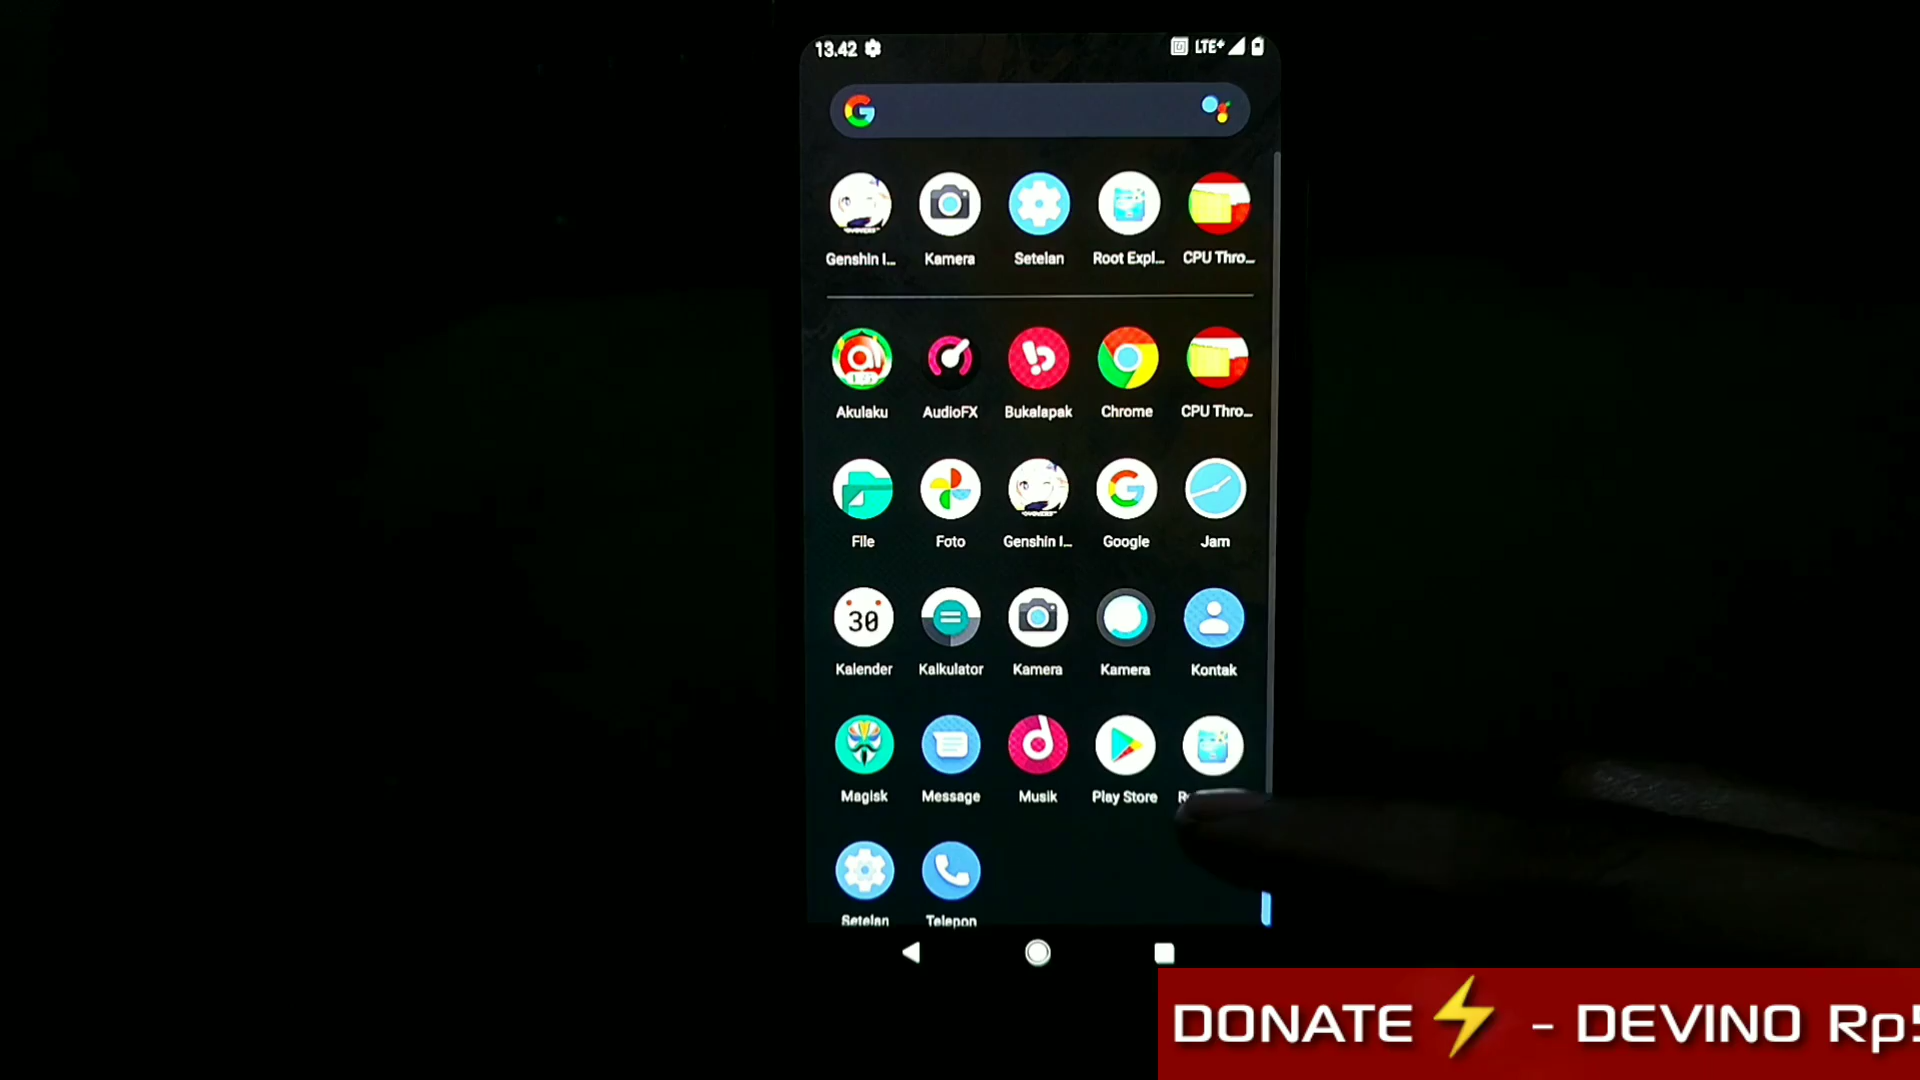 13.42 LTE+
Genshin I... Kamera Setelan Root Expl... CPU Thro...
Akulaku AudioFX Bukalapak Chrome CPU Thro...
File Foto Genshin I... Google Jam
30
Kalender Kalkulator Kamera Kamera Kontak
Magisk Message Musik Play Store
Setelan Telepon
DONATE⚡ - DEVINO Rp5